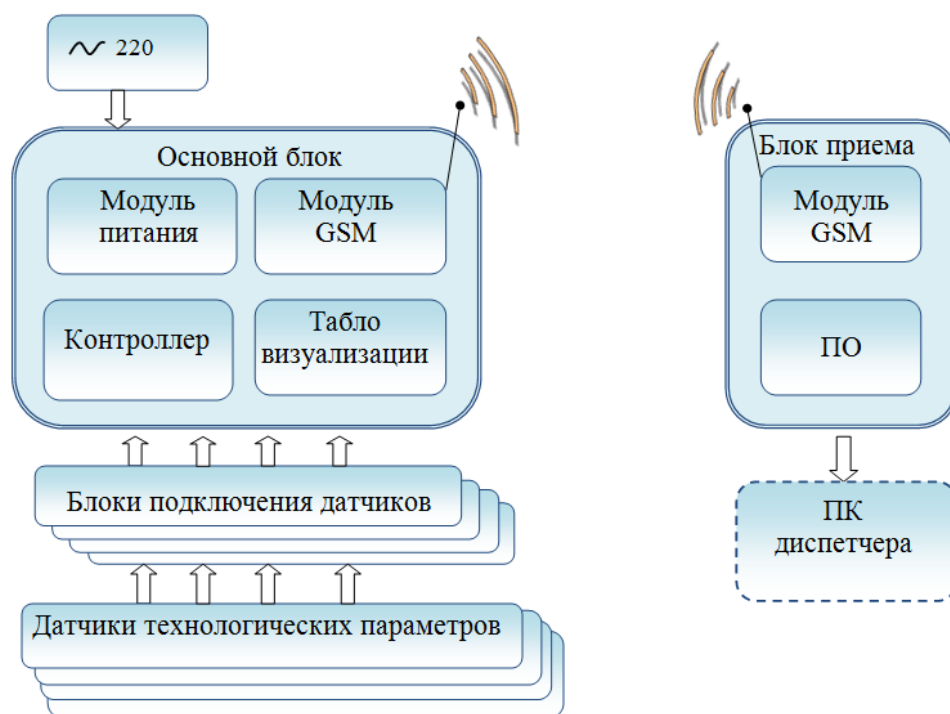 220
Основной блок
Модуль
питания
Модуль
GSM
Контроллер
Табло
визуализации
Блоки подключения датчиков
Датчики технологических параметров
Блок приема
Модуль
GSM
ПО
ПК
диспетчера